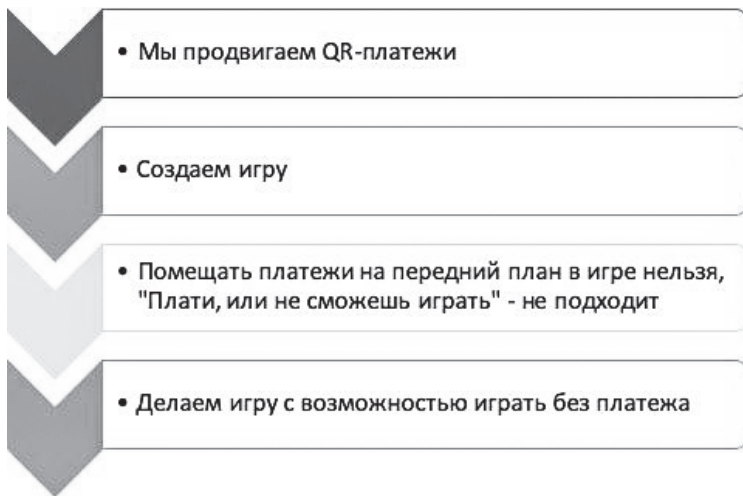 • Мы продвигаем QR-платежи
• Создаем игру
• Помещать платежи на передний план в игре нельзя,
"Плати, или не сможешь играть" - не подходит
• Делаем игру с возможностью играть без платежа